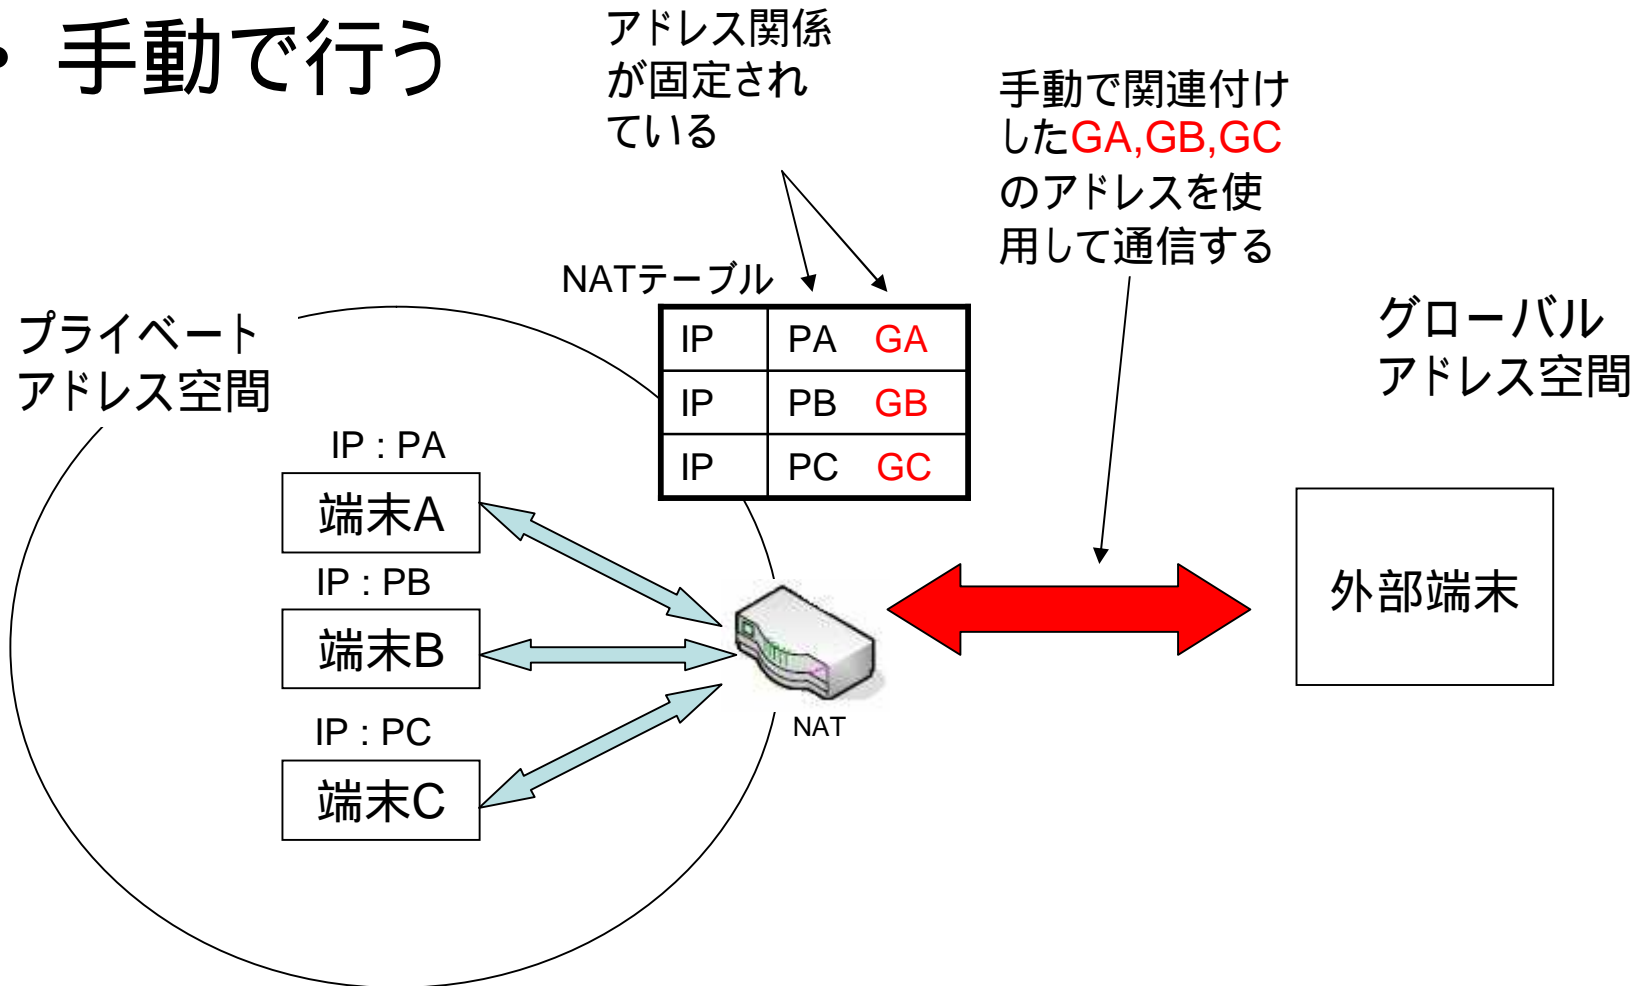 ・ 手動で行う
アドレス関係
が固定され
ている
手動で関連付け
したGA,GB,GC
のアドレスを使
用して通信する
NATテーブル
IP PA GA
IP PB GB
IP PC GC
プライベート
アドレス空間
グローバル
アドレス空間
IP : PA
端末A
IP : PB
端末B
IP : PC
端末C
NAT
外部端末